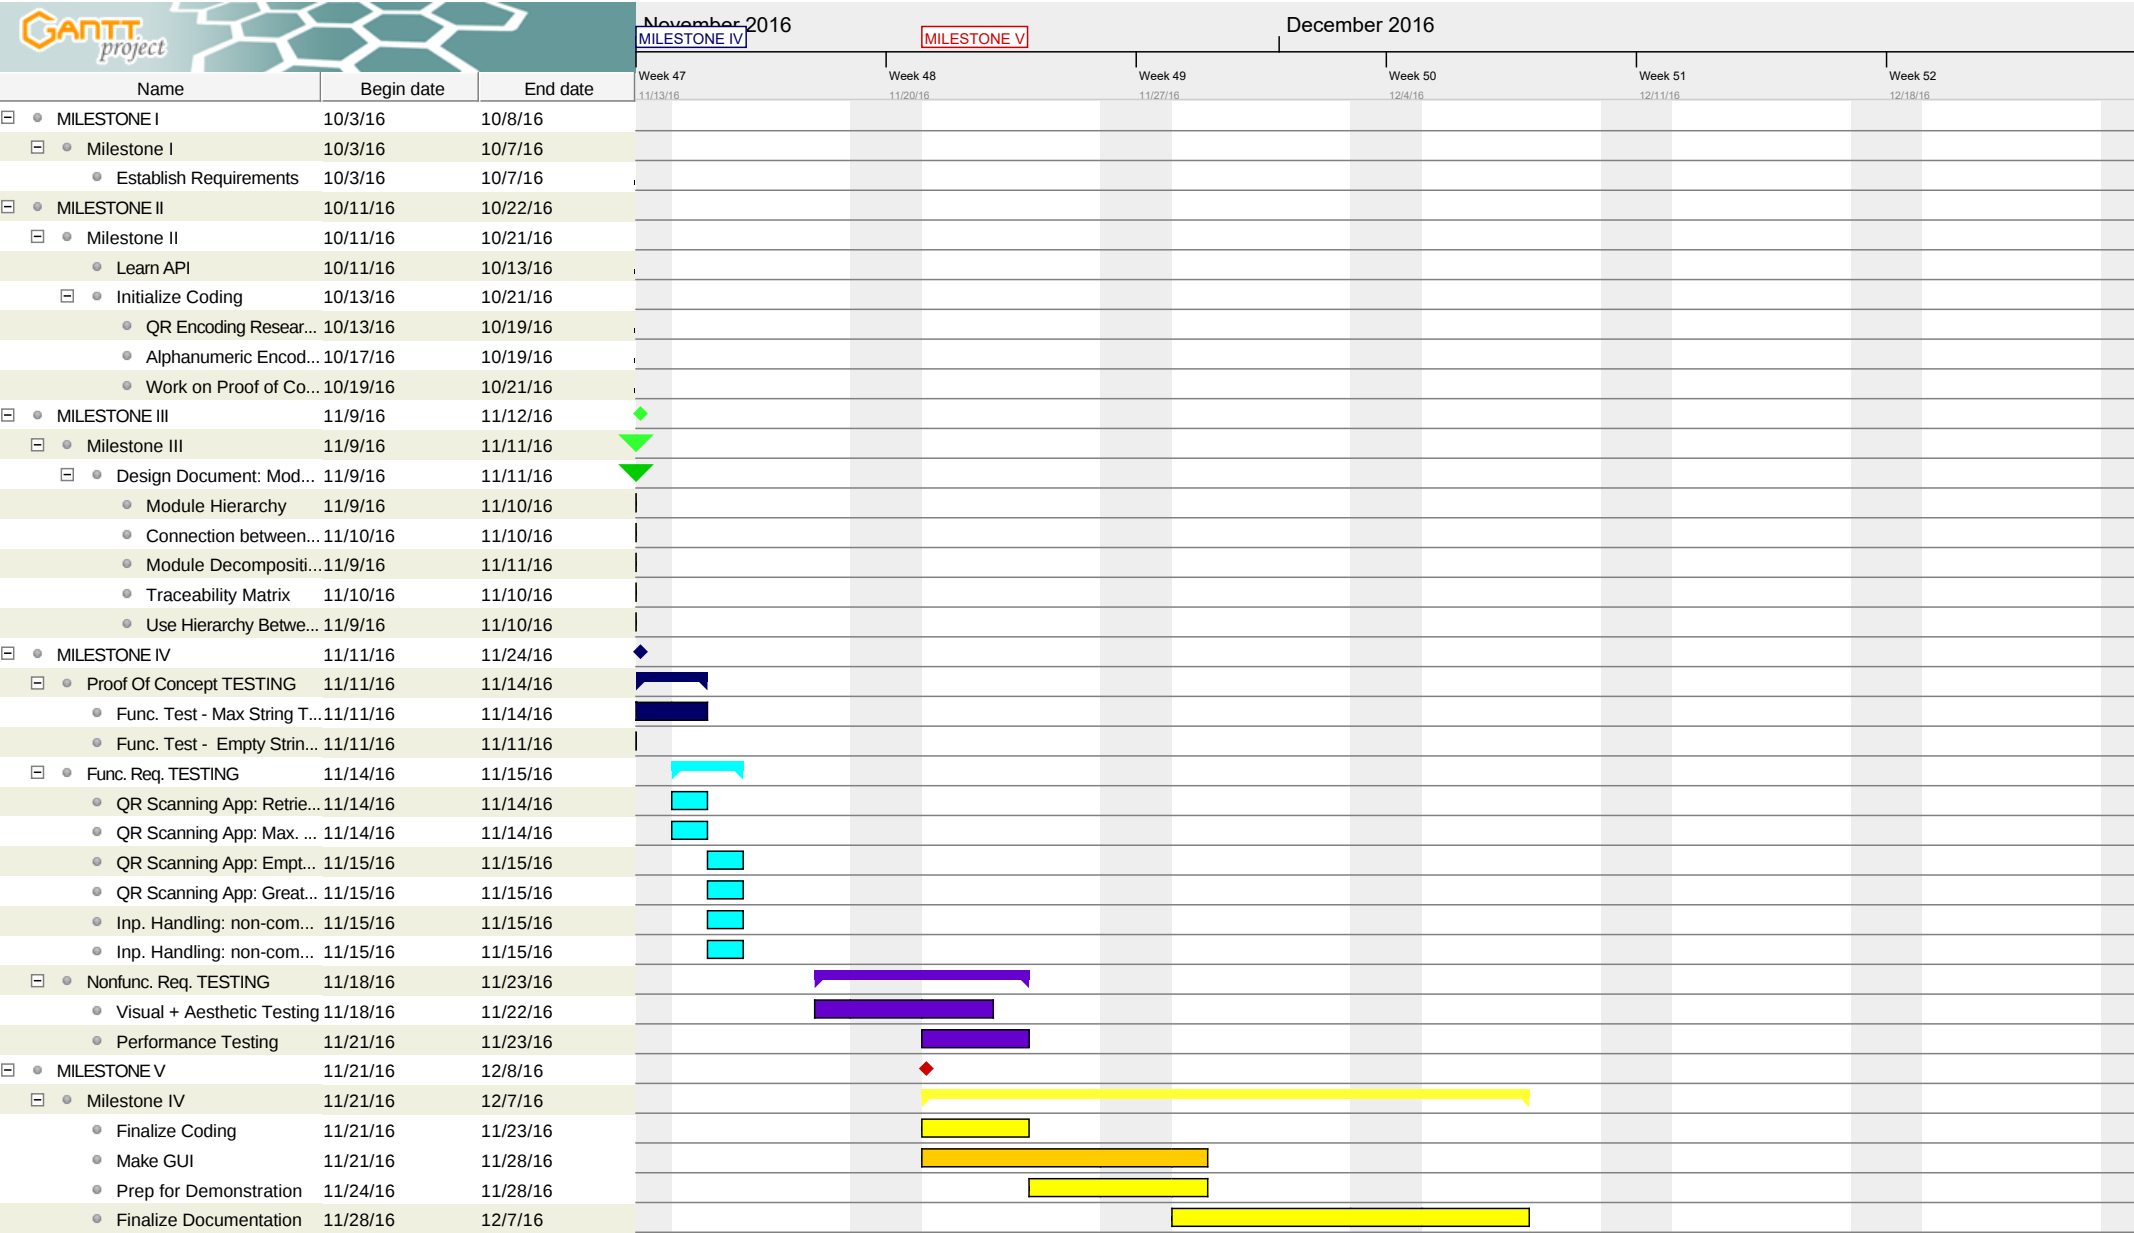 GANTT
project
November 2016
December 2016
MILESTONE IV
MILESTONE V
Week 47
Week 48
Week 49
Week 50
Week 51
Week 52
11/13/16
11/20/16
11/27/16
12/4/16
12/11/16
12/18/16
Name Begin date End date
MILESTONE I 10/3/16 10/8/16
Milestone I 10/3/16 10/7/16
Establish Requirements 10/3/16 10/7/16
MILESTONE II 10/11/16 10/22/16
Milestone II 10/11/16 10/21/16
Learn API 10/11/16 10/13/16
Initialize Coding 10/13/16 10/21/16
QR Encoding Resear... 10/13/16 10/19/16
Alphanumeric Encod... 10/17/16 10/19/16
Work on Proof of Co... 10/19/16 10/21/16
MILESTONE III 11/9/16 11/12/16
Milestone III 11/9/16 11/11/16
Design Document: Mod... 11/9/16 11/11/16
Module Hierarchy 11/9/16 11/10/16
Connection between... 11/10/16 11/10/16
Module Decompositi... 11/9/16 11/11/16
Traceability Matrix 11/10/16 11/10/16
Use Hierarchy Betwe... 11/9/16 11/10/16
MILESTONE IV 11/11/16 11/24/16
Proof Of Concept TESTING 11/11/16 11/14/16
Func. Test - Max String T... 11/11/16 11/14/16
Func. Test - Empty Strin... 11/11/16 11/11/16
Func. Req. TESTING 11/14/16 11/15/16
QR Scanning App: Retrie... 11/14/16 11/14/16
QR Scanning App: Max. ... 11/14/16 11/14/16
QR Scanning App: Empt... 11/15/16 11/15/16
QR Scanning App: Great... 11/15/16 11/15/16
Inp. Handling: non-com... 11/15/16 11/15/16
Inp. Handling: non-com... 11/15/16 11/15/16
Nonfunc. Req. TESTING 11/18/16 11/23/16
Visual + Aesthetic Testing 11/18/16 11/22/16
Performance Testing 11/21/16 11/23/16
MILESTONE V 11/21/16 12/8/16
Milestone IV 11/21/16 12/7/16
Finalize Coding 11/21/16 11/23/16
Make GUI 11/21/16 11/28/16
Prep for Demonstration 11/24/16 11/28/16
Finalize Documentation 11/28/16 12/7/16